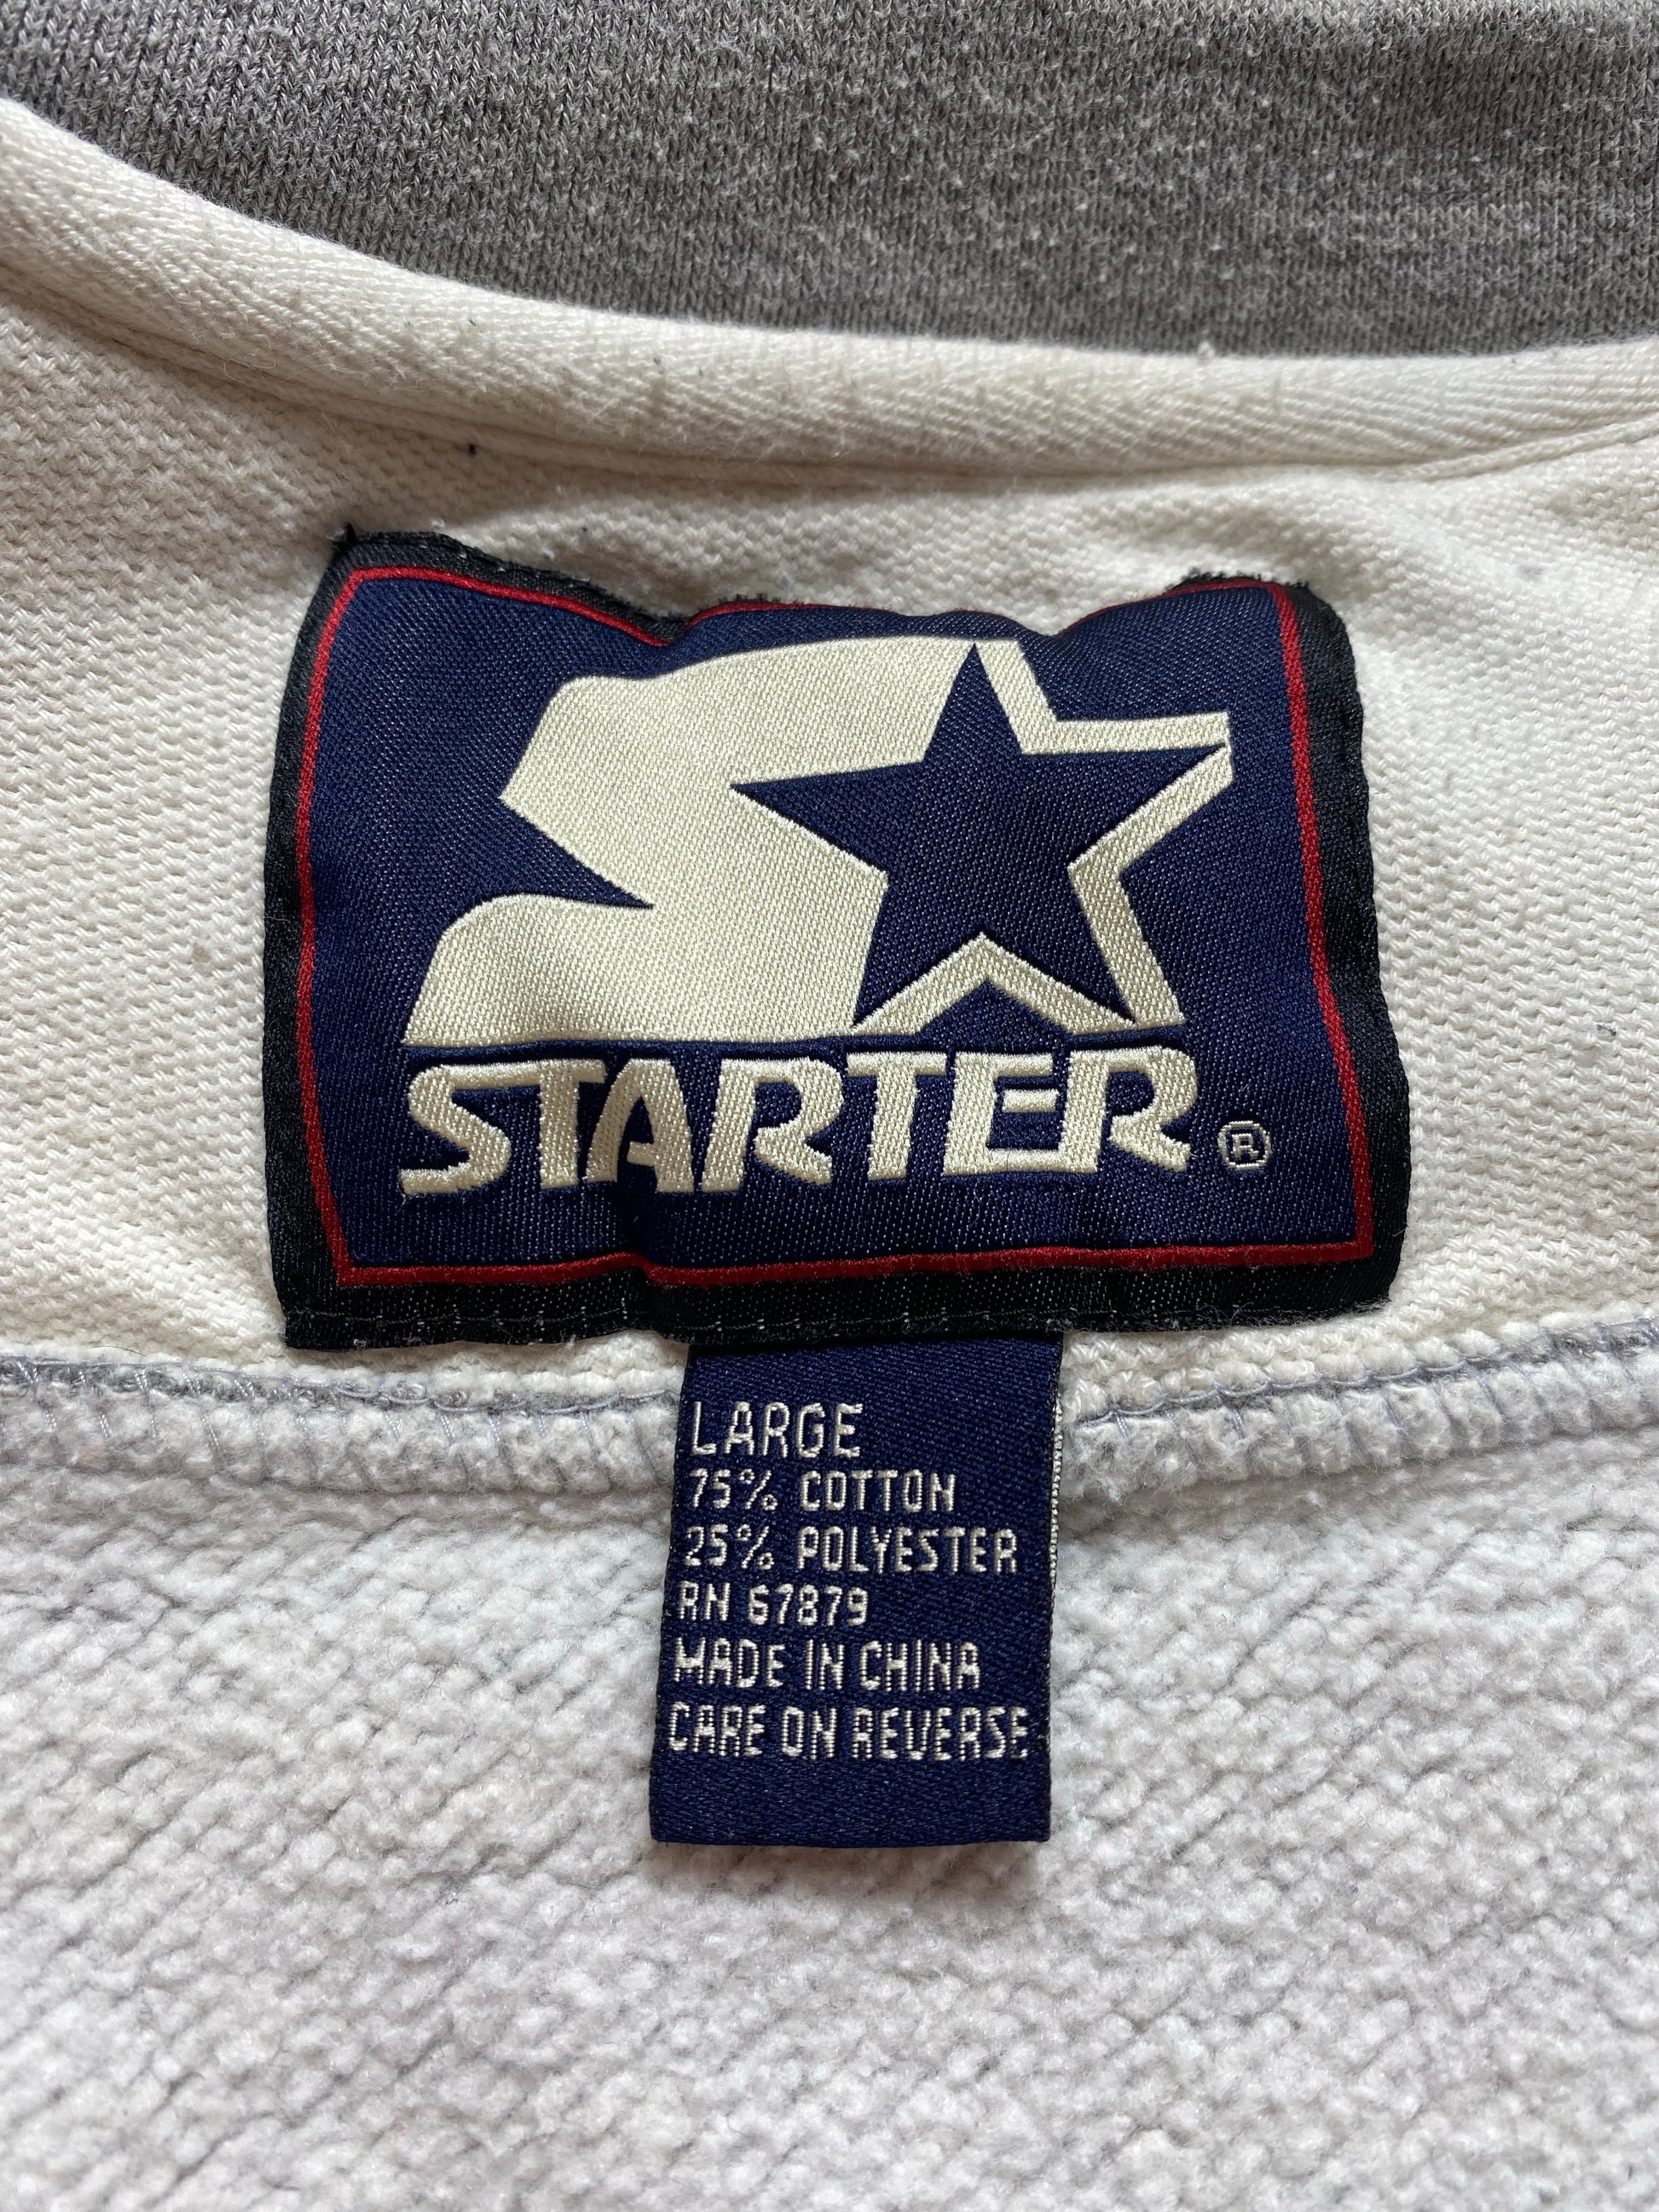 STARTER ®
LARGE
75% COTTON
25% POLYESTER
RN 67879
MADE IN CHINA
CARE ON REVERSE